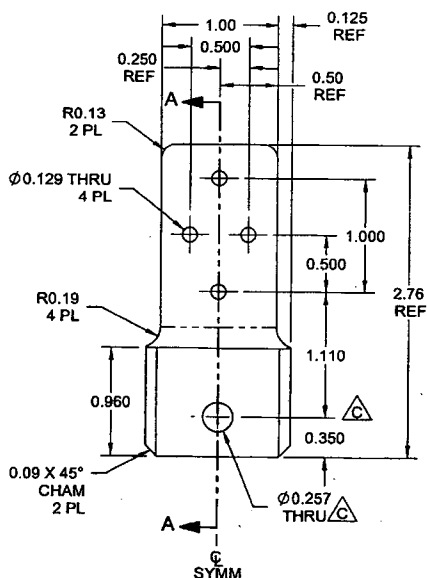 1.00
0.125
REF
0.500
0.250
REF
0.50
REF
A
R0.13
2 PL
Ø0.129 THRU
4 PL
1.000
0.500
2.76
REF
R0.19
4 PL
1.110
0.960
C
0.350
0.09 X 45°
CHAM
2 PL
Ø0.257
THRU C
A
℄
SYMM